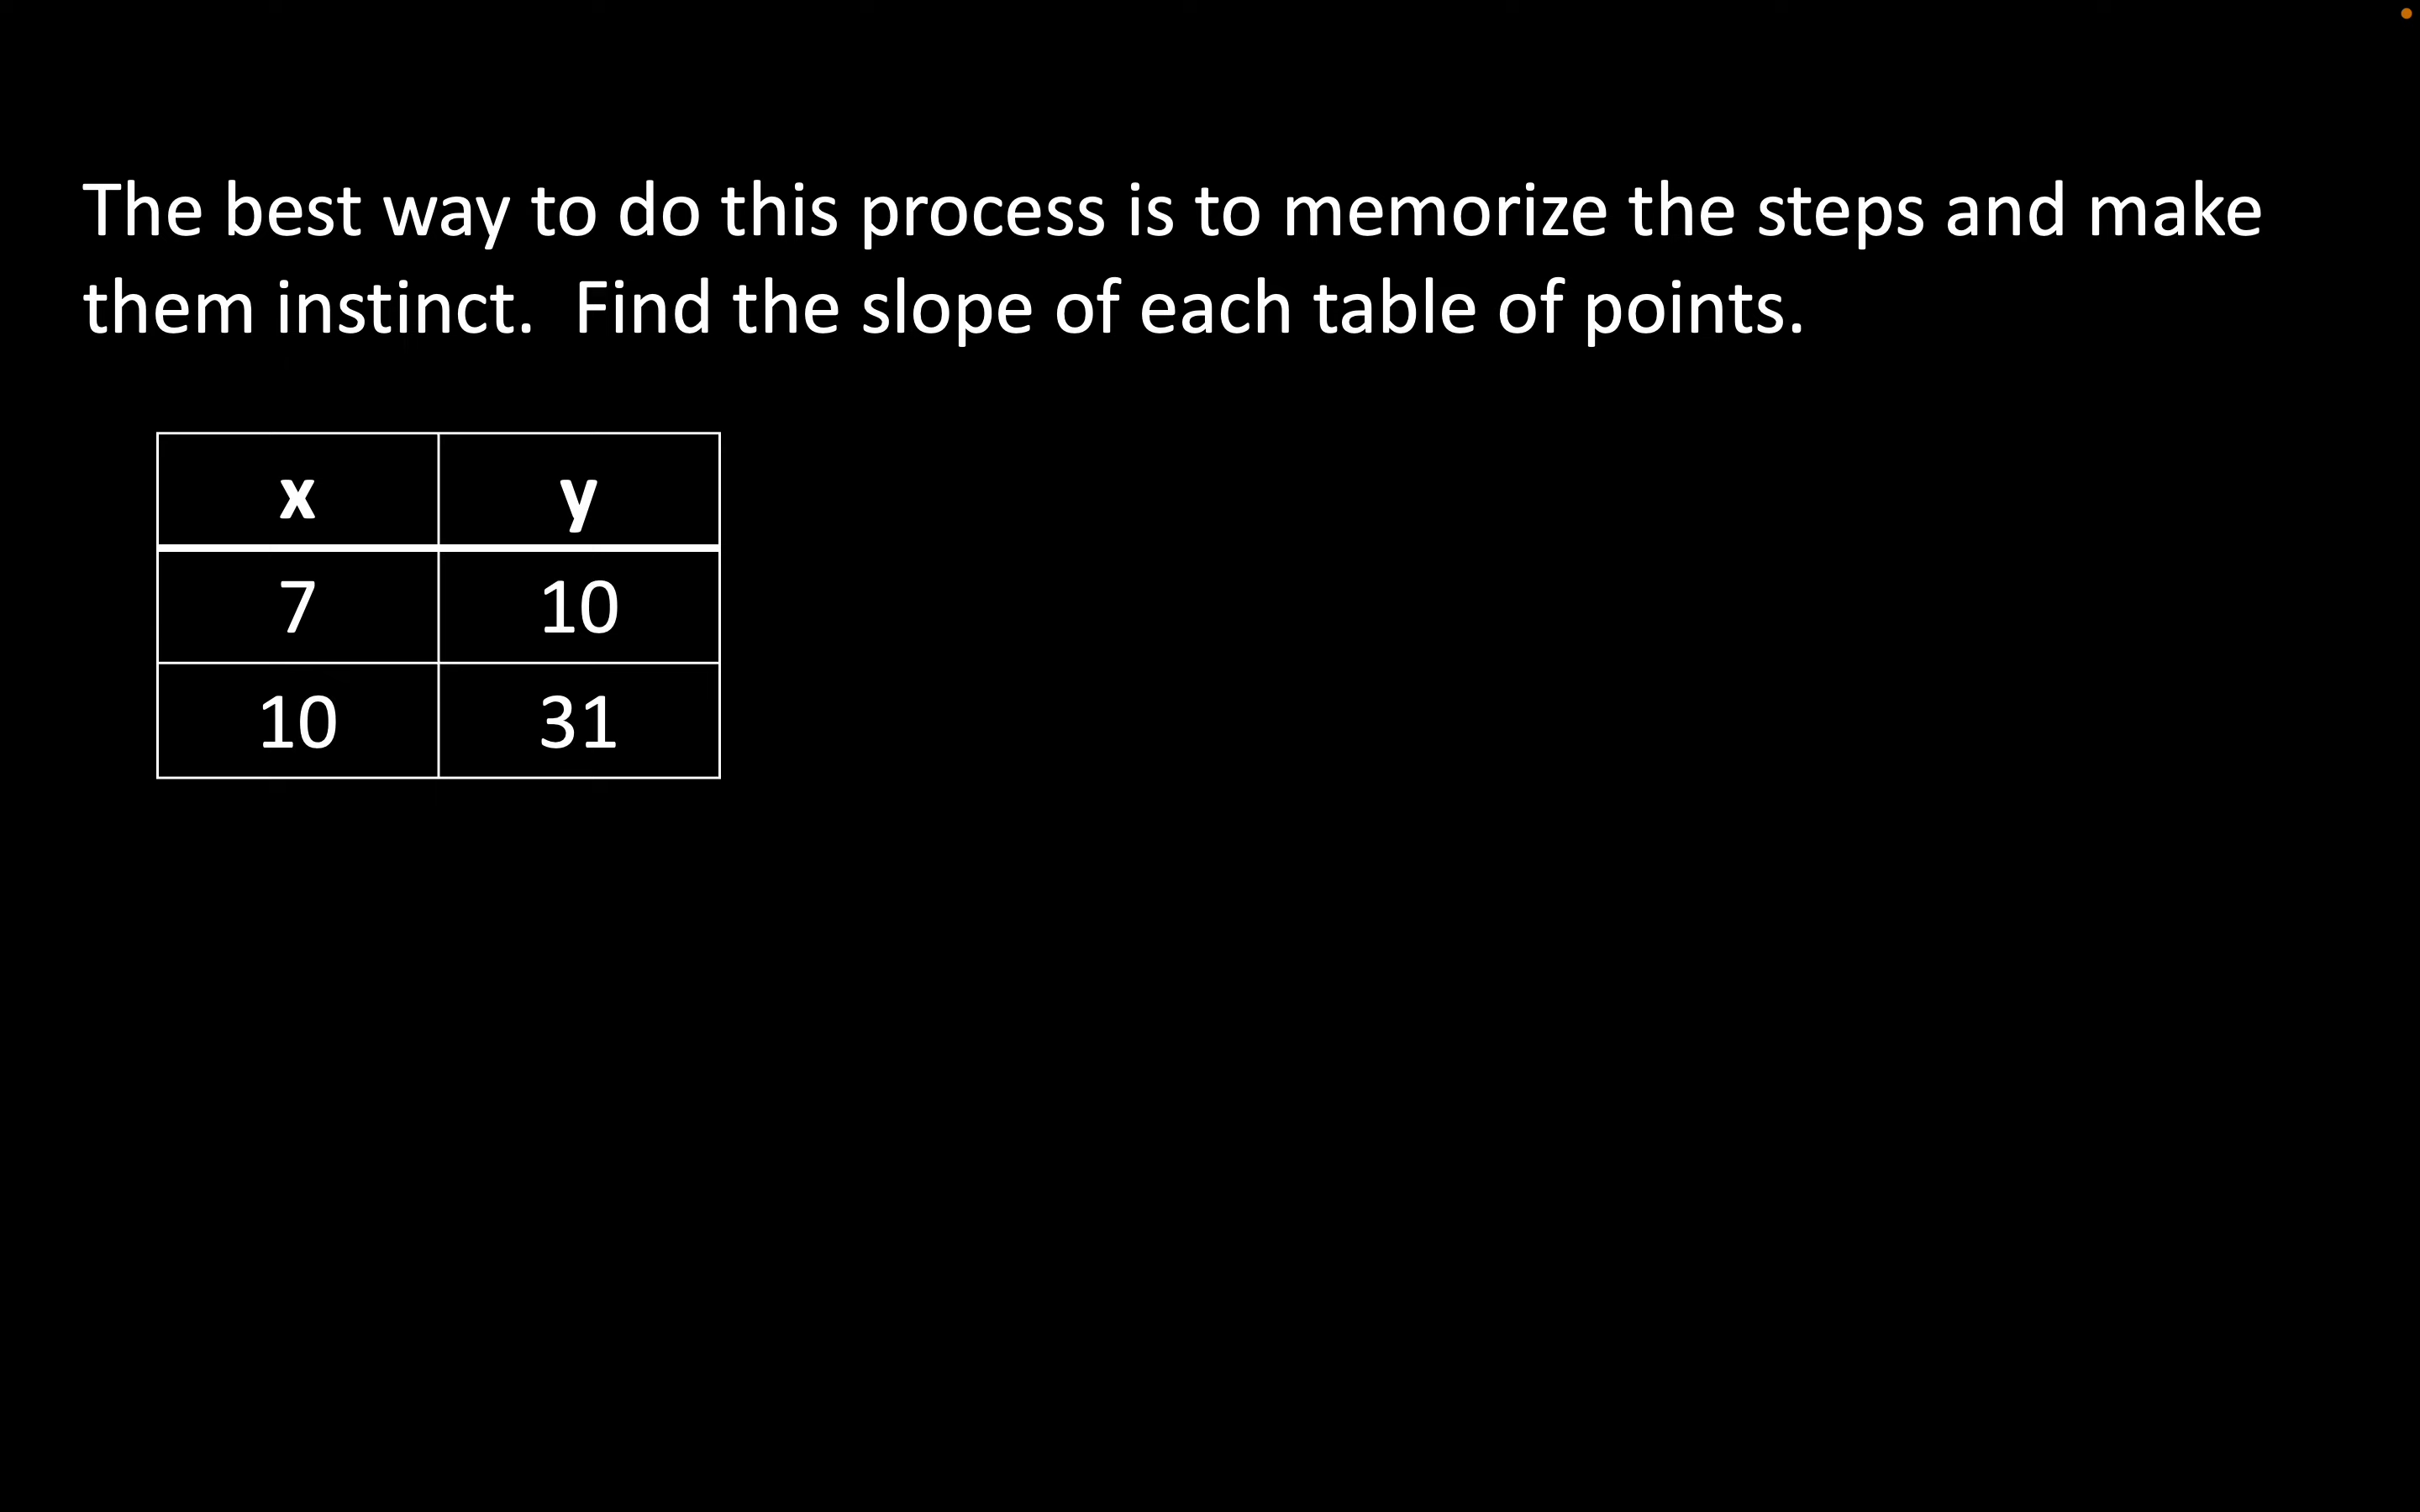 The best way to do this process is to memorize the steps and make
them instinct.  Find the slope of each table of points.
x y
7 10
10 31